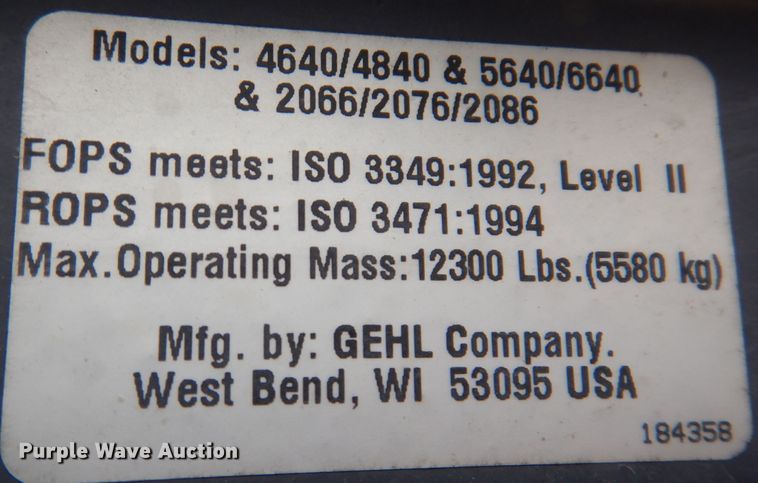 Models: 4640/4840 & 5640/6640
& 2066/2076/2086
FOPS meets: ISO 3349:1992, Level II
ROPS meets: ISO 3471:1994
Max.Operating Mass:12300 Lbs.(5580 kg)
Mfg. by: GEHL Company.
West Bend, WI 53095 USA
184358
Purple Wave Auction